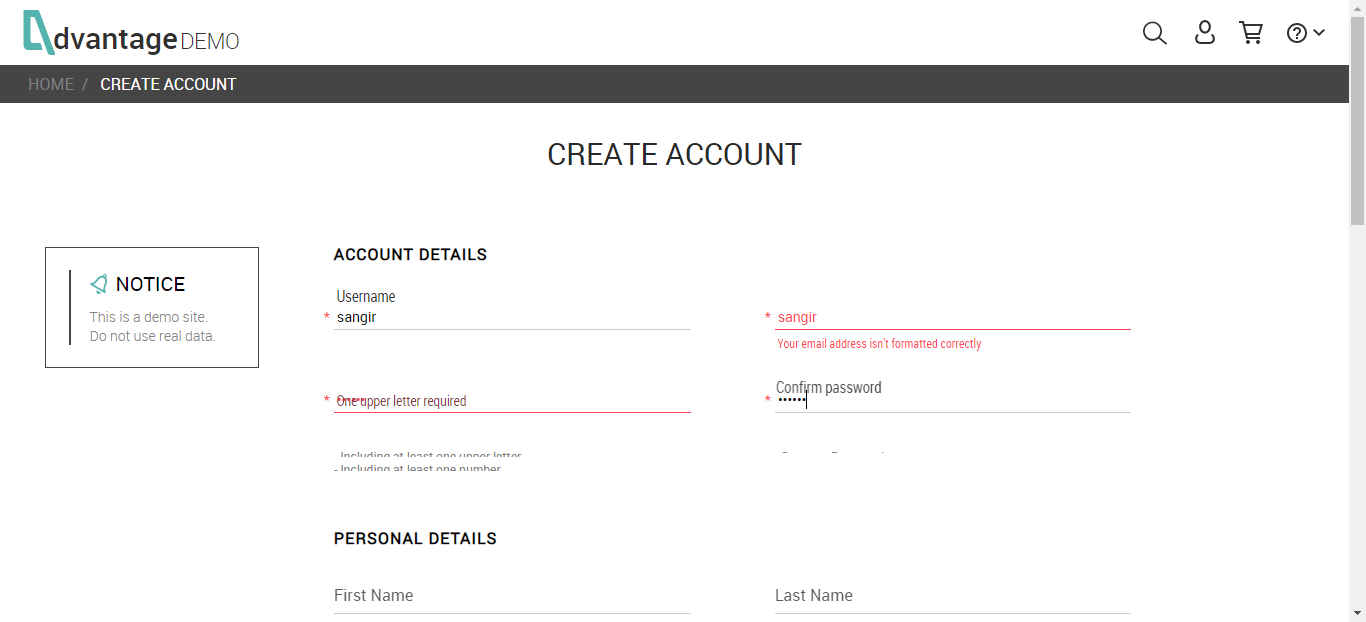 dvantage DEMO
HOME / CREATE ACCOUNT
CREATE ACCOUNT
NOTICE
This is a demo site.
Do not use real data.
ACCOUNT DETAILS
Username
* sangir
* sangir
Your email address isn't formatted correctly
* One upper letter required
Confirm password
* ••••••
- Including at least one upper letter
- Including at least one number
PERSONAL DETAILS
First Name
Last Name